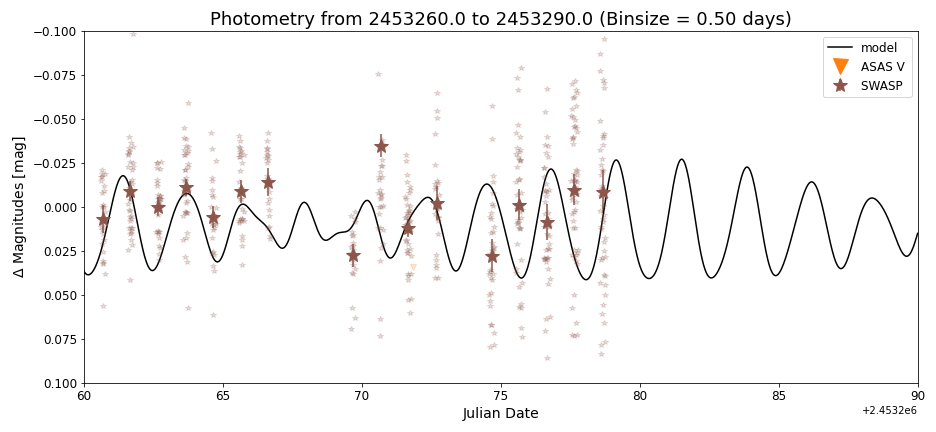 Photometry from 2453260.0 to 2453290.0 (Binsize = 0.50 days)
−0.100
−0.075
−0.050
−0.025
0.000
0.025
0.050
0.075
0.100
Δ Magnitudes [mag]
model
ASAS V
SWASP
60
65
70
75
80
85
90
Julian Date
+2.4532e6